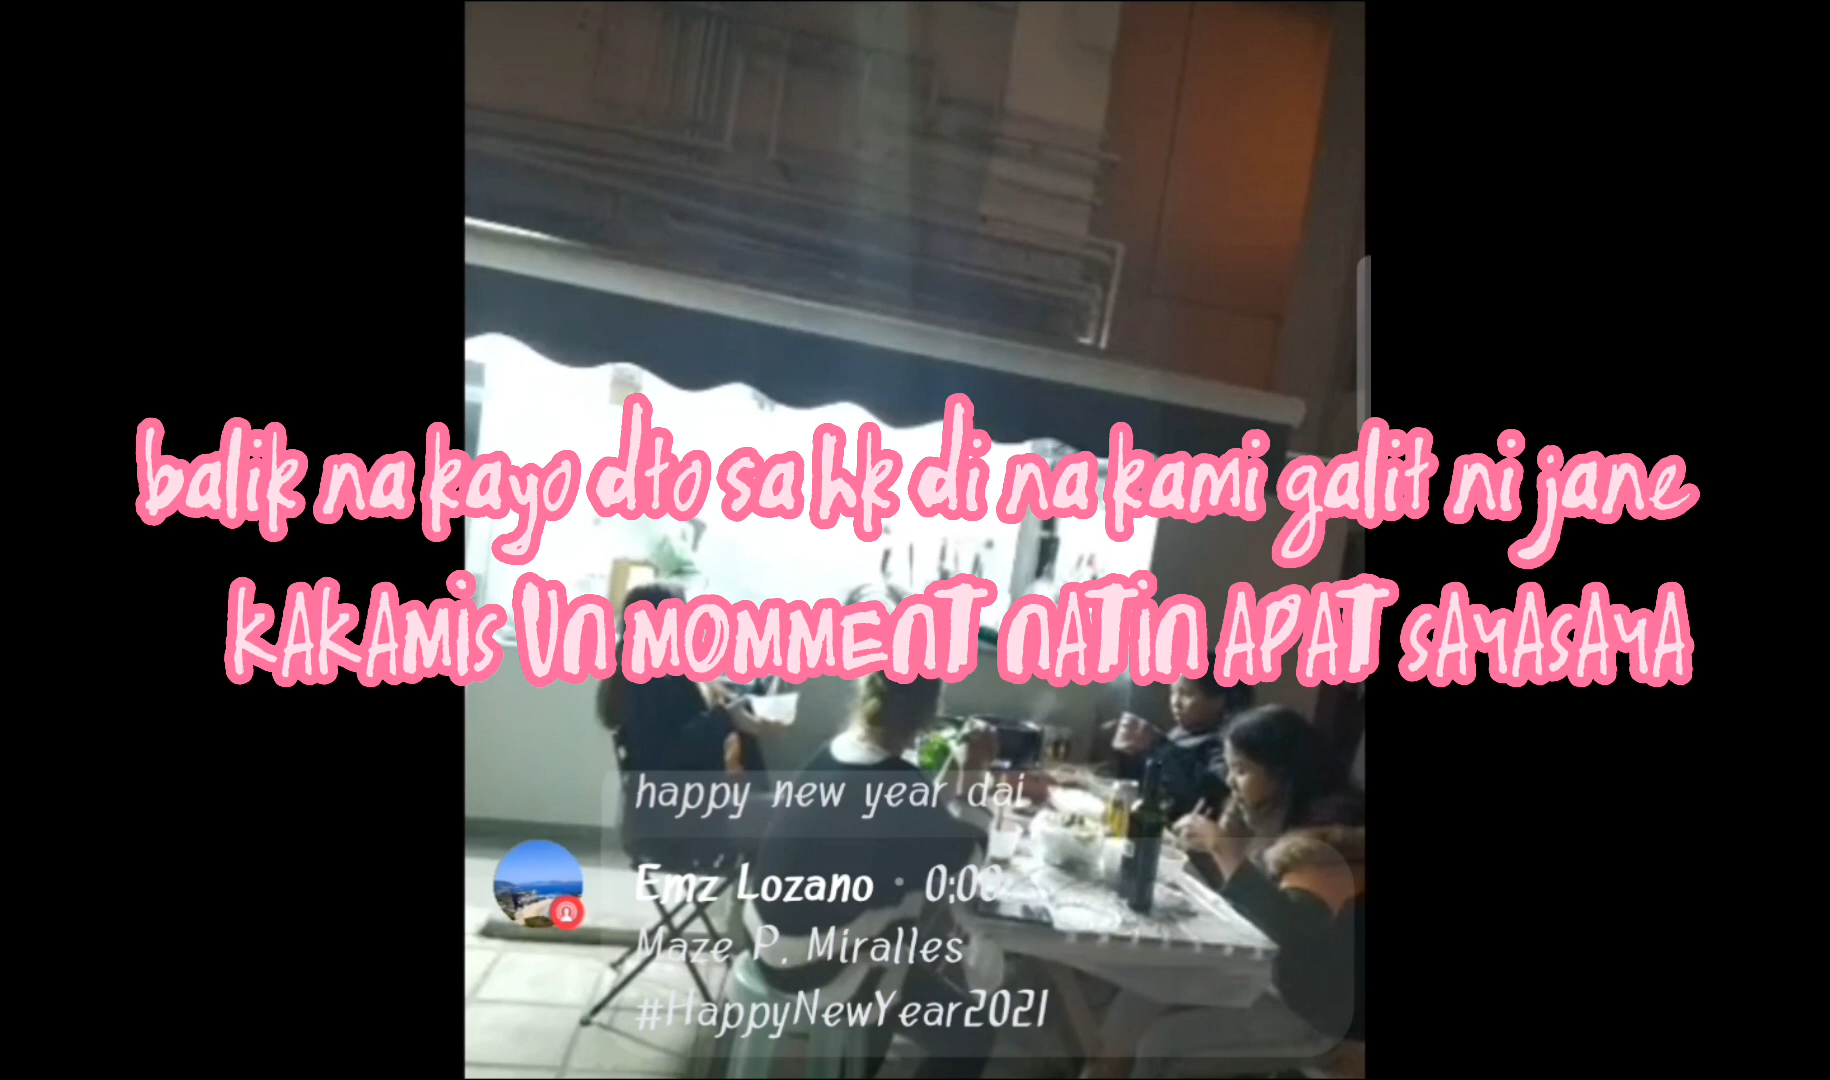 balik na kayo dto sa hk di na kami galit ni jane
KAKAMIS UN MOMMENT NATIN APAT SAYASAYA
happy new year dai
Emz Lozano · 0:00
Maze P. Miralles
#HappyNewYear2021